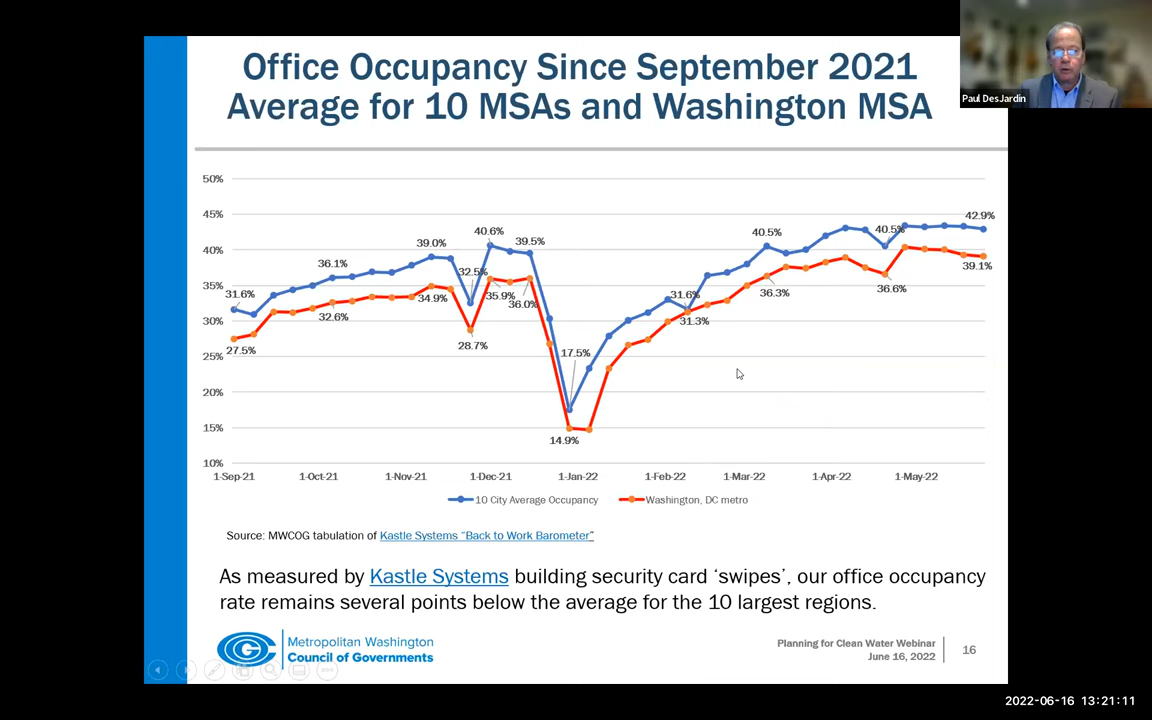 Office Occupancy Since September 2021
Average for 10 MSAs and Washington MSA
Paul DesJardin
50%
45%
40%
35%
30%
25%
20%
15%
10%
31.6%
36.1%
39.0%
32.5%
40.6%
39.5%
17.5%
31.6%
40.5%
40.5%
42.9%
27.5%
32.6%
34.9%
28.7%
35.9%
36.0%
14.9%
31.3%
36.3%
36.6%
39.1%
1-Sep-21 1-Oct-21 1-Nov-21 1-Dec-21 1-Jan-22 1-Feb-22 1-Mar-22 1-Apr-22 1-May-22
10 City Average Occupancy Washington, DC metro
Source: MWCOG tabulation of Kastle Systems “Back to Work Barometer”
As measured by Kastle Systems building security card ‘swipes’, our office occupancy
rate remains several points below the average for the 10 largest regions.
Metropolitan Washington
Council of Governments
Planning for Clean Water Webinar
June 16, 2022
16
2022-06-16 13:21:11